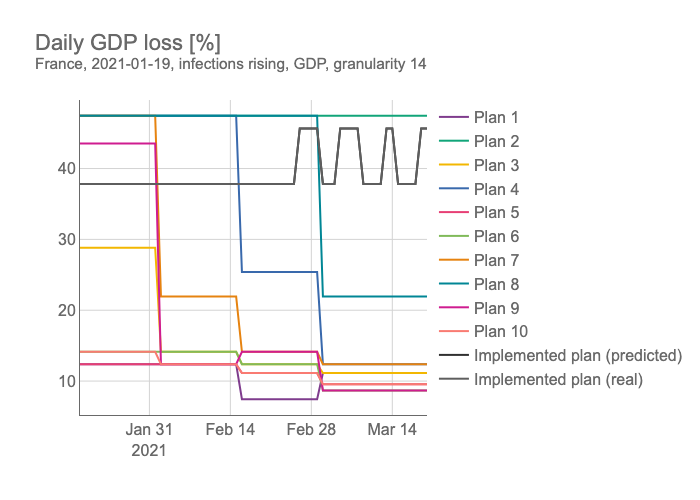 Daily GDP loss [%]
France, 2021-01-19, infections rising, GDP, granularity 14
40
30
20
10
Jan 31
2021
Feb 14
Feb 28
Mar 14
Plan 1
Plan 2
Plan 3
Plan 4
Plan 5
Plan 6
Plan 7
Plan 8
Plan 9
Plan 10
Implemented plan (predicted)
Implemented plan (real)